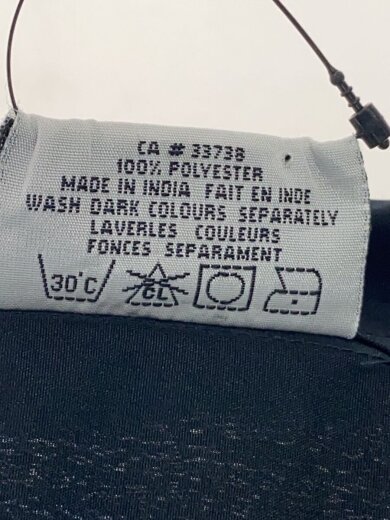 CA # 33738
100% POLYESTER
MADE IN INDIA FAIT EN INDE
WASH DARK COLOURS SEPARATELY
LAVERLES COULEURS
FONCES SEPARAMENT
30°C CL